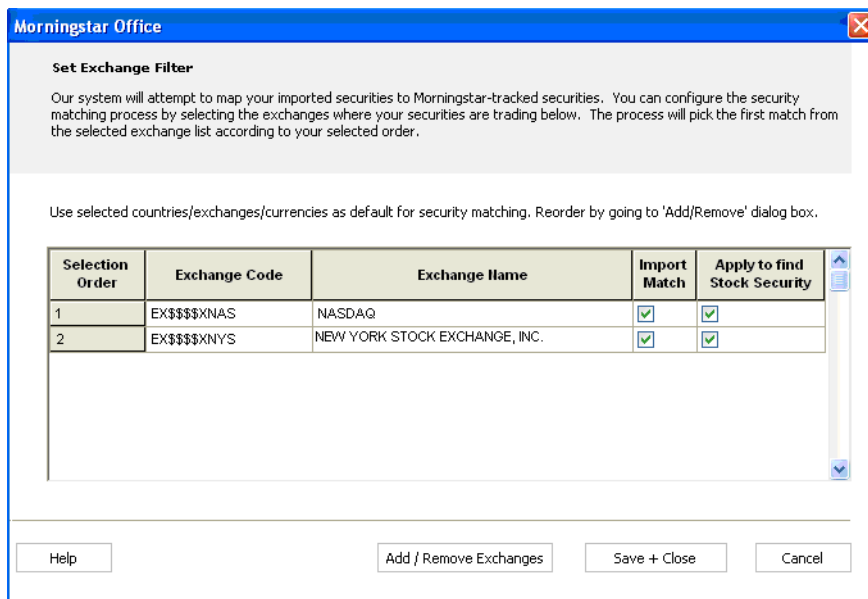 Morningstar Office
Set Exchange Filter
Our system will attempt to map your imported securities to Morningstar-tracked securities. You can configure the security
matching process by selecting the exchanges where your securities are trading below. The process will pick the first match from
the selected exchange list according to your selected order.
Use selected countries/exchanges/currencies as default for security matching. Reorder by going to 'Add/Remove' dialog box.
Selection Order Exchange Code Exchange Name Import Match Apply to find Stock Security
1 EX$$$$XNAS NASDAQ
2 EX$$$$XNYS NEW YORK STOCK EXCHANGE, INC.
Help Add / Remove Exchanges Save + Close Cancel